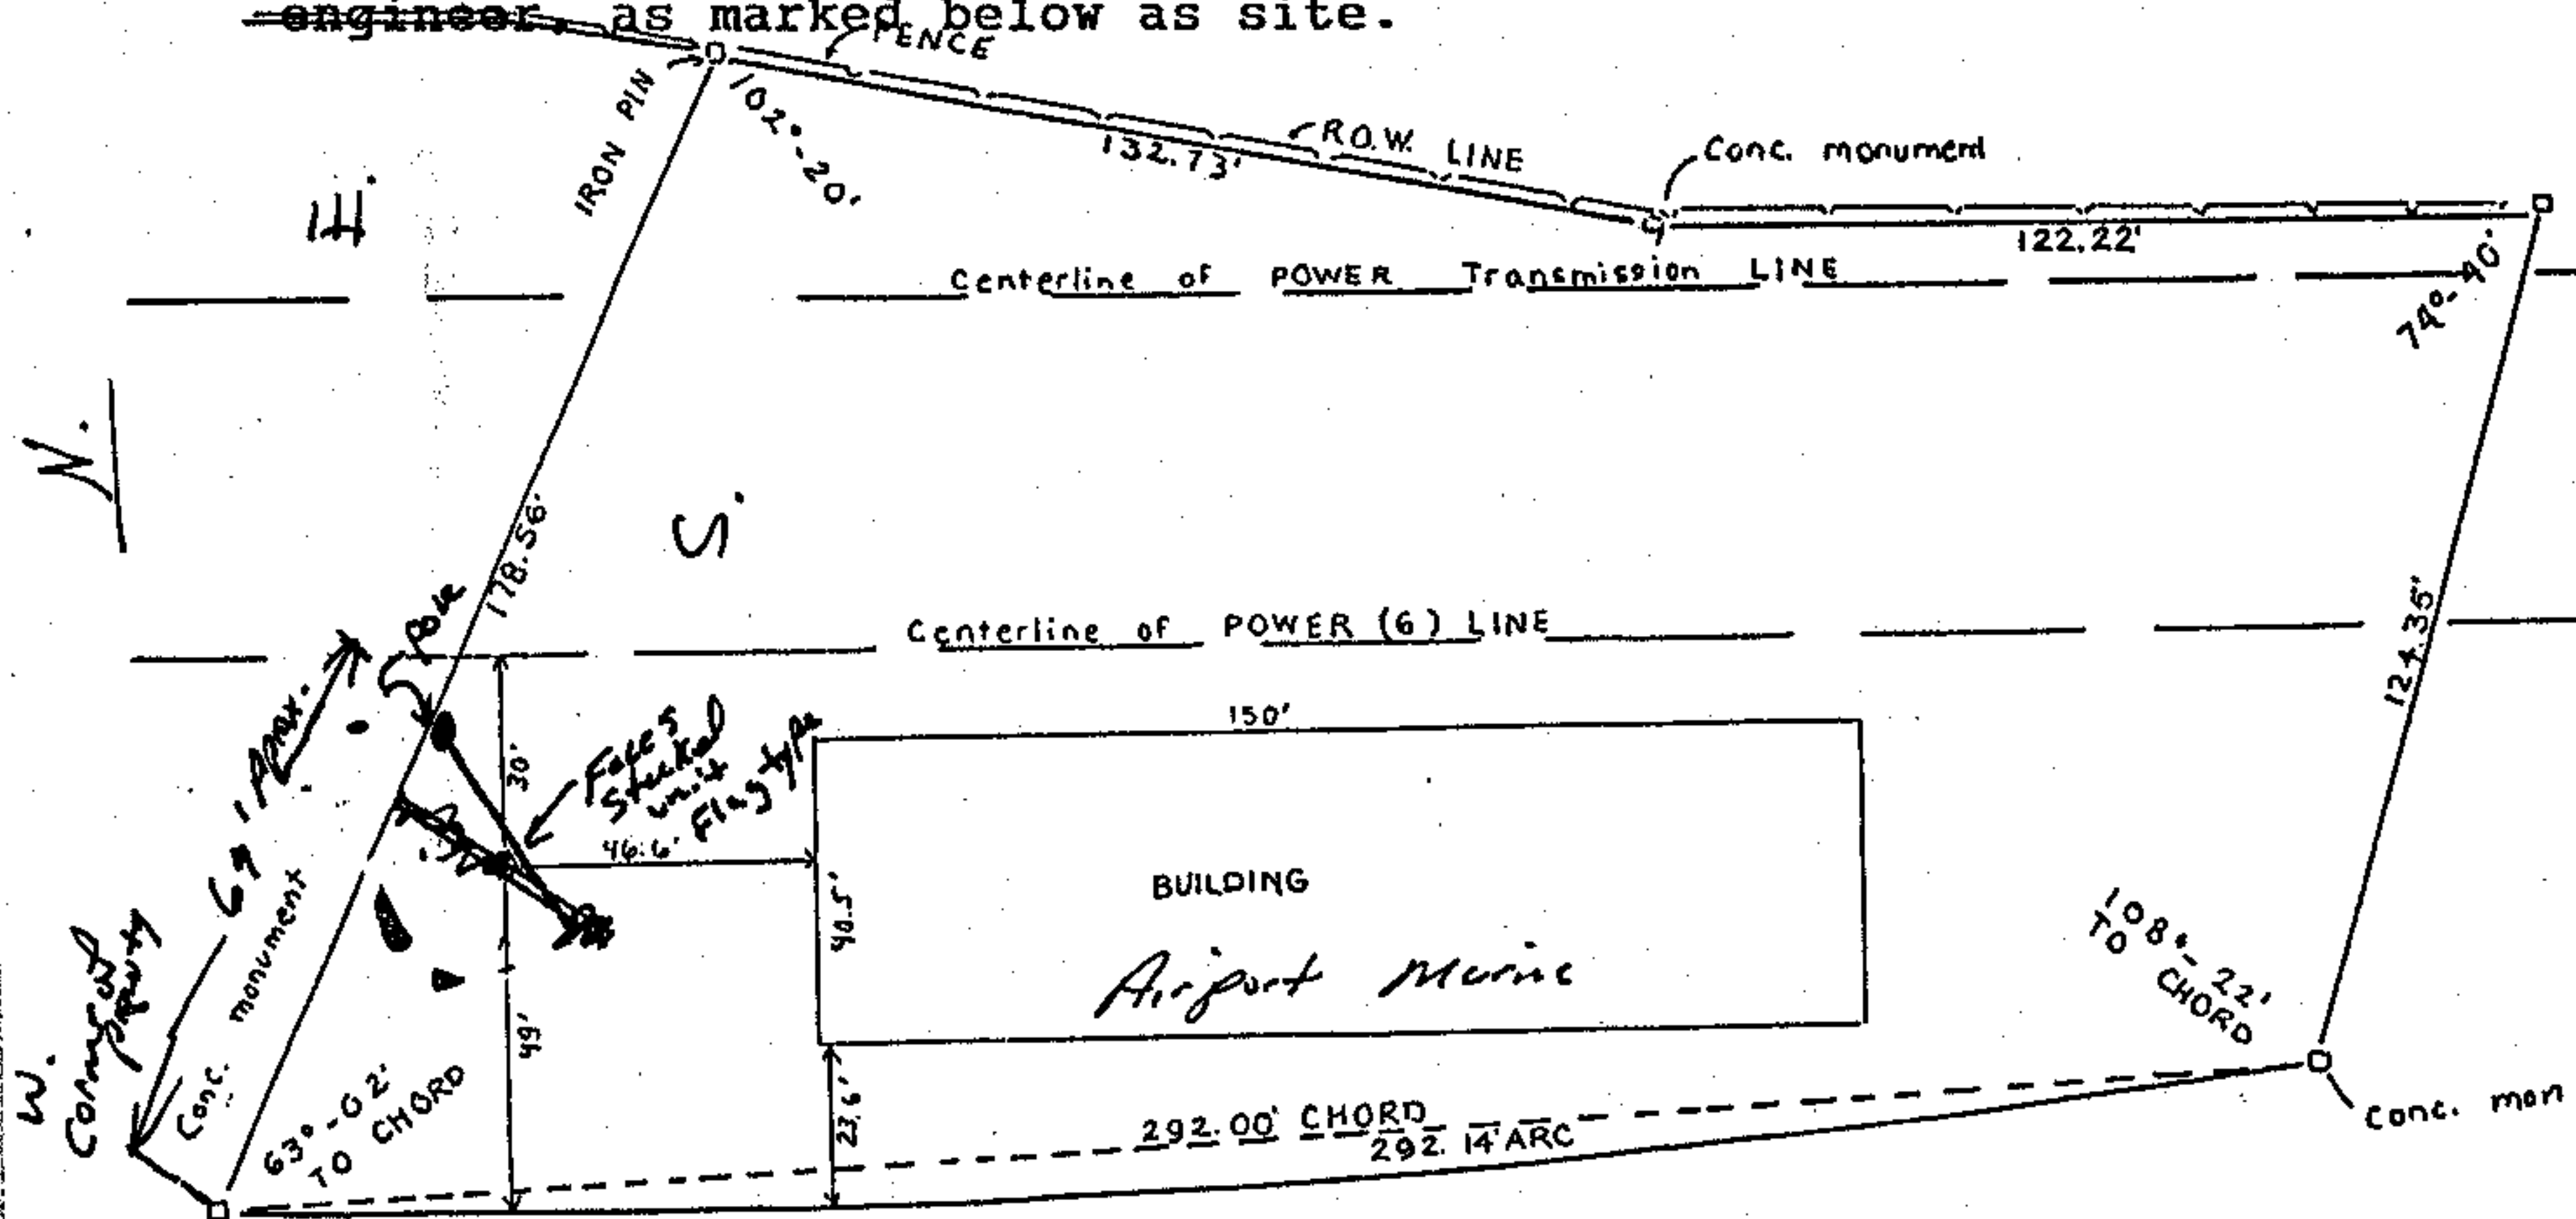 engineer, as marked below as site.
FENCE
IRON PIN
102°-20'
132.73'
R.O.W. LINE
Conc. monument
122.22'
74°-40'
E.
Centerline of POWER Transmission LINE
N.
S.
178.56'
124.35'
Pole
Centerline of POWER (6) LINE
30'
Faces
stacked
unit
Flag type
150'
46.6'
40.5'
BUILDING
Airport Marine
49'
23.6'
W.
Corner of
property
Conc. monument
63°-02'
TO CHORD
108°-22'
TO CHORD
292.00' CHORD
292.14' ARC
Conc. mon